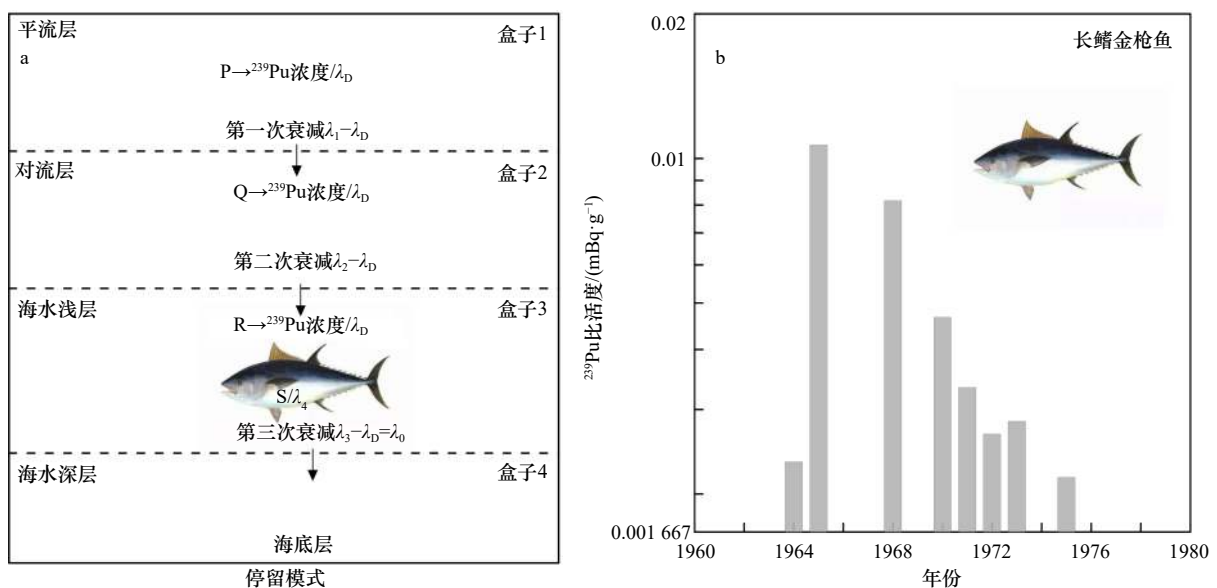 平流层 盒子1
a
P→²³⁹Pu浓度/λ_D
第一次衰减λ₁−λ_D
对流层 盒子2
Q→²³⁹Pu浓度/λ_D
第二次衰减λ₂−λ_D
海水浅层 盒子3
R→²³⁹Pu浓度/λ_D
S/λ₄
第三次衰减λ₃−λ_D=λ₀
海水深层 盒子4
海底层
停留模式
b
长鳍金枪鱼
0.02
0.01
0.001 667
²³⁹Pu比活度/(mBq·g⁻¹)
1960 1964 1968 1972 1976 1980
年份